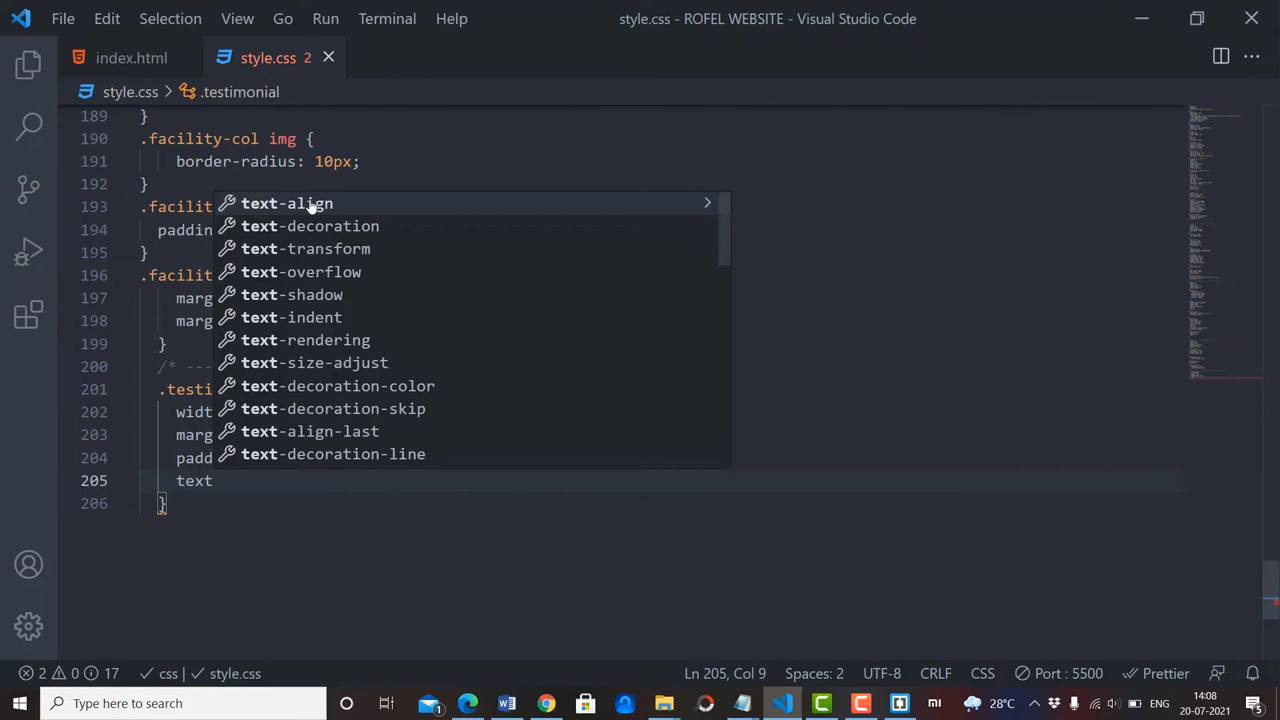 File Edit Selection View Go Run Terminal Help style.css - ROFEL WEBSITE - Visual Studio Code
index.html style.css 2
style.css > .testimonial
189 }
190 .facility-col img {
191 border-radius: 10px;
192 }
193 .facilit
194 paddin
195 }
196 .facilit
197 marg
198 marg
199 }
200 /* ---
201 .testi
202 widt
203 marg
204 padd
205 text
206 }
text-align
text-decoration
text-transform
text-overflow
text-shadow
text-indent
text-rendering
text-size-adjust
text-decoration-color
text-decoration-skip
text-align-last
text-decoration-line
2 0 17 css style.css Ln 205, Col 9 Spaces: 2 UTF-8 CRLF CSS Port : 5500 Prettier
Type here to search 1 28°C ENG 14:08
20-07-2021 5